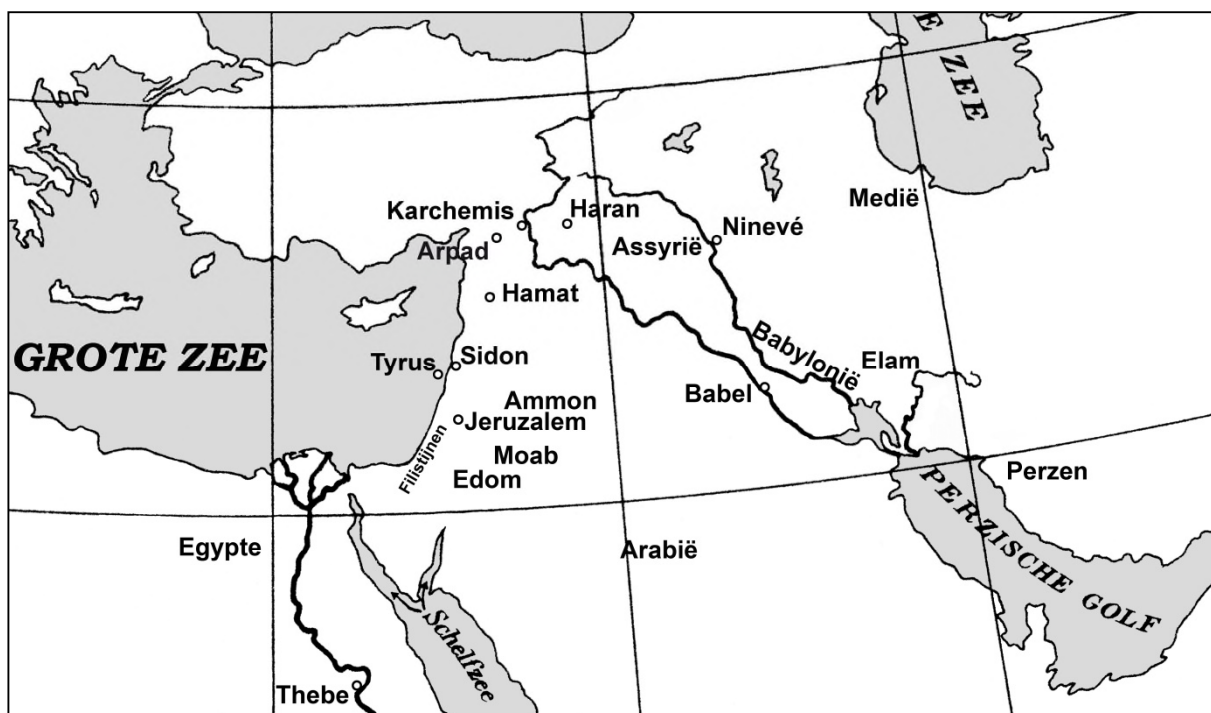 E ZEE
Medië
Karchemis
Haran
Ninevé
Arpad
Assyrië
Hamat
GROTE ZEE
Tyrus
Sidon
Babylonië
Elam
Babel
Ammon
Jeruzalem
Filistijnen
Moab
Edom
Perzen
PERZISCHE GOLF
Egypte
Arabië
Schelfzee
Thebe